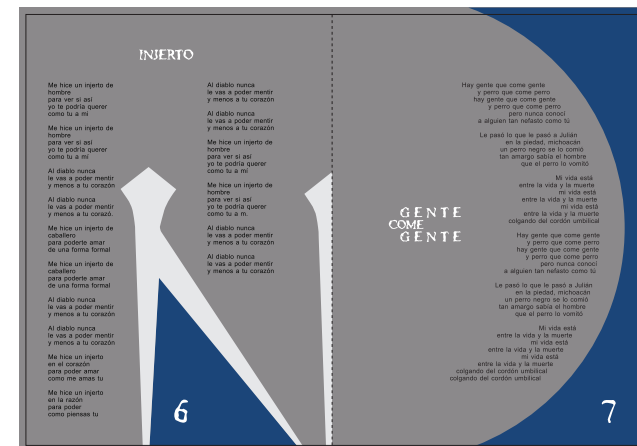 INJERTO
Me hice un injerto de
hombre
para ver si así
yo te podría querer
como tu a mi
Me hice un injerto de
hombre
para ver si así
yo te podría querer
como tu a mí
Al diablo nunca
le vas a poder mentir
y menos a tu corazón
Al diablo nunca
le vas a poder mentir
y menos a tu corazó.
Me hice un injerto de
caballero
para poderte amar
de una forma formal
Me hice un injerto de
caballero
para poderte amar
de una forma formal
Al diablo nunca
le vas a poder mentir
y menos a tu corazón
Al diablo nunca
le vas a poder mentir
y menos a tu corazón
Me hice un injerto
en el corazón
para poder amar
como me amas tu
Me hice un injerto
en la razón
para poder
como piensas tu
Al diablo nunca
le vas a poder mentir
y menos a tu corazón
Al diablo nunca
le vas a poder mentir
y menos a tu corazón
Me hice un injerto de
hombre
para ver si así
yo te podría querer
como tu a mí
Me hice un injerto de
hombre
para ver si así
yo te podría querer
como tu a m.
Al diablo nunca
le vas a poder mentir
y menos a tu corazón
Al diablo nunca
le vas a poder mentir
y menos a tu corazón
6
GENTE
COME
GENTE
Hay gente que come gente
y perro que come perro
hay gente que come gente
y perro que come perro
pero nunca conocí
a alguien tan nefasto como tú
Le pasó lo que le pasó a Julián
en la piedad, michoacán
un perro negro se lo comió
tan amargo sabía el hombre
que el perro lo vomitó
Mi vida está
entre la vida y la muerte
mi vida está
entre la vida y la muerte
mi vida está
entre la vida y la muerte
colgando del cordón umbilical
Hay gente que come gente
y perro que come perro
hay gente que come gente
y perro que come perro
pero nunca conocí
a alguien tan nefasto como tú
Le pasó lo que le pasó a Julián
en la piedad, michoacán
un perro negro se lo comió
tan amargo sabía el hombre
que el perro lo vomitó
Mi vida está
entre la vida y la muerte
mi vida está
entre la vida y la muerte
mi vida está
entre la vida y la muerte
colgando del cordón umbilical
colgando del cordón umbilical
7